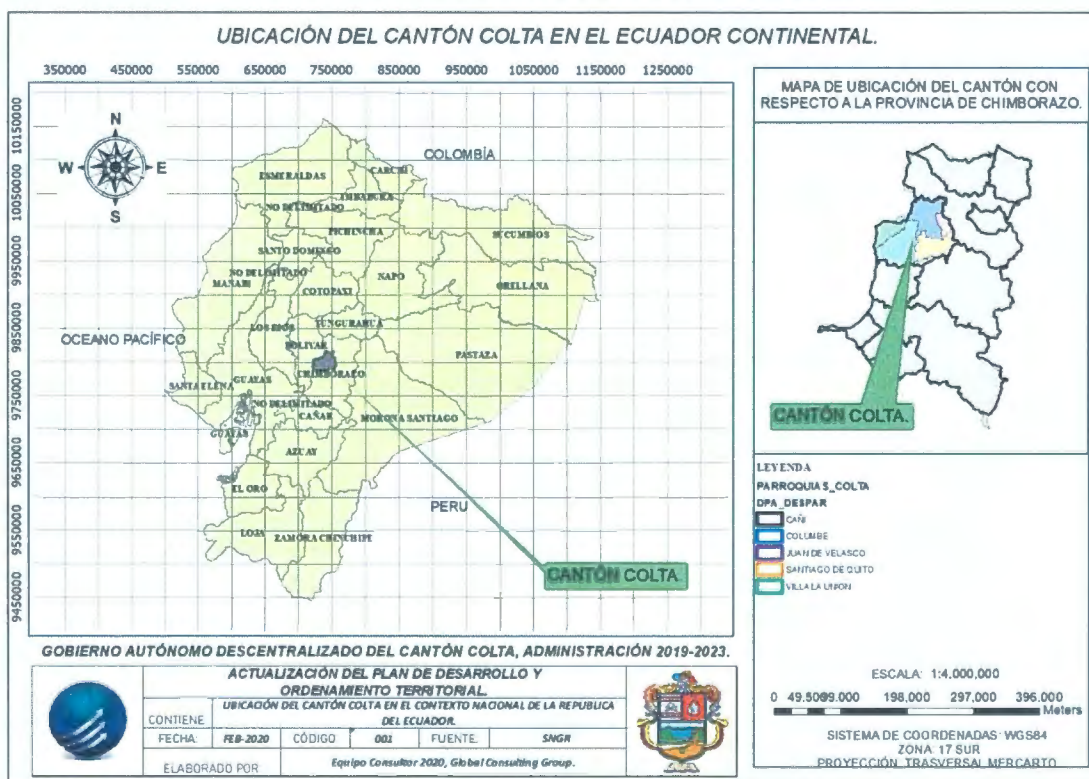 UBICACIÓN DEL CANTÓN COLTA EN EL ECUADOR CONTINENTAL.
350000 450000 550000 650000 750000 850000 950000 1050000 1150000 1250000
10150000
10050000
9950000
9850000
9750000
9650000
9550000
9450000
N
W E
S
COLOMBÍA
ESMERALDAS
CARCHI
IMBABURA
NO DELIMITADO
PICHINCHA
SUCUMBIOS
SANTO DOMINGO
NO DELIMITADO
NAPO
MANABI
COTOPAXI
ORELLANA
TUNGURAHUA
LOS RIOS
OCEANO PACÍFICO
BOLIVAR
PASTAZA
CHIMBORAZO
SANTA ELENA
GUAYAS
NO DELIMITADO
CAÑAR
MORONA SANTIAGO
GUAYAS
AZUAY
EL ORO
PERU
LOJA
ZAMORA CHINCHIPE
CANTÓN COLTA.
MAPA DE UBICACIÓN DEL CANTÓN CON
RESPECTO A LA PROVINCIA DE CHIMBORAZO.
CANTÓN COLTA.
LEYENDA
PARROQUIAS_COLTA
DPA_DESPAR
CAÑI
COLUMBE
JUAN DE VELASCO
SANTIAGO DE QUITO
VILLA LA UNION
ESCALA: 1:4,000,000
0 49.50099.000 198,000 297,000 396.000
Meters
SISTEMA DE COORDENADAS: WGS84
ZONA: 17 SUR
PROYECCIÓN: TRASVERSAL MERCARTO
GOBIERNO AUTÓNOMO DESCENTRALIZADO DEL CANTÓN COLTA, ADMINISTRACIÓN 2019-2023.
ACTUALIZACIÓN DEL PLAN DE DESARROLLO Y
ORDENAMIENTO TERRITORIAL.
CONTIENE UBICACIÓN DEL CANTÓN COLTA EN EL CONTEXTO NACIONAL DE LA REPUBLICA
DEL ECUADOR.
FECHA: FEB-2020 CÓDIGO 001 FUENTE: SNGR
ELABORADO POR Equipo Consultor 2020, Global Consulting Group.